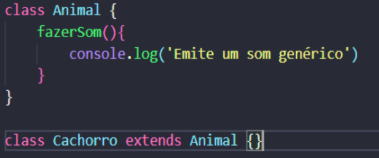 class Animal {
    fazerSom(){
        console.log('Emite um som genérico')
    }
}
class Cachorro extends Animal {}